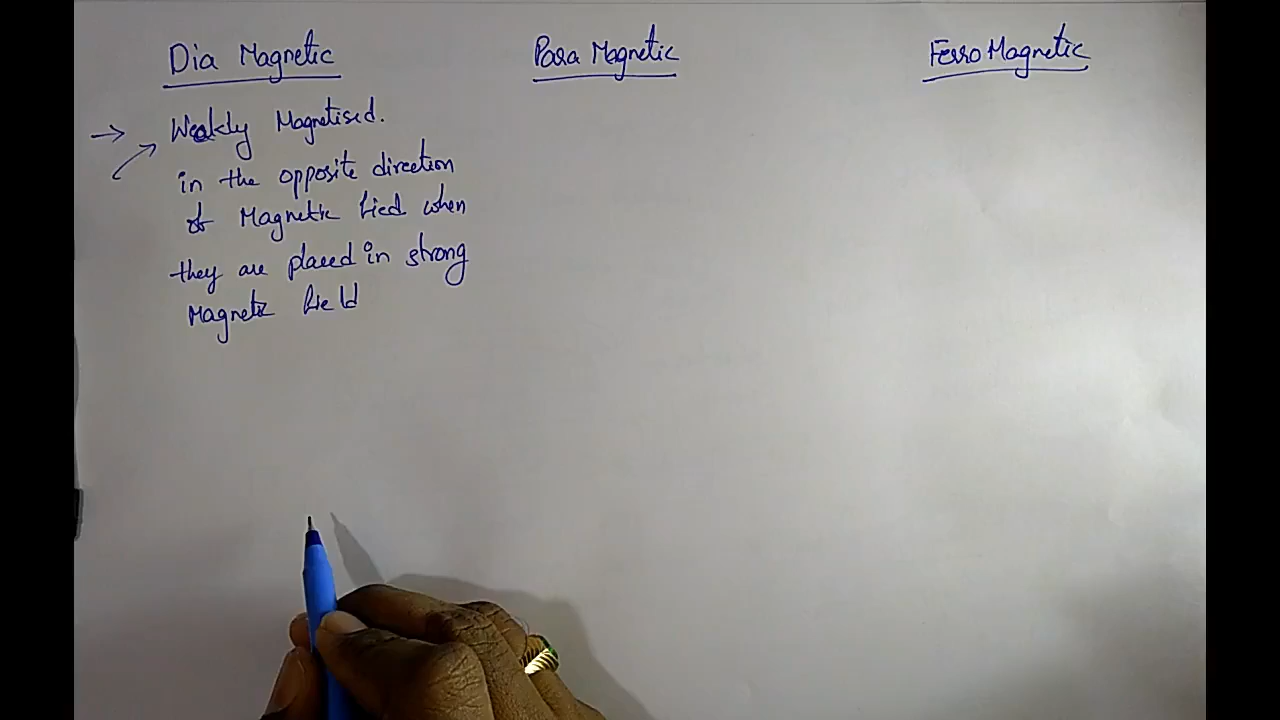 Dia Magnetic
Para Magnetic
Ferro Magnetic
Weakly Magnetised.
in the opposite direction
of Magnetic field when
they are placed in strong
Magnetic field